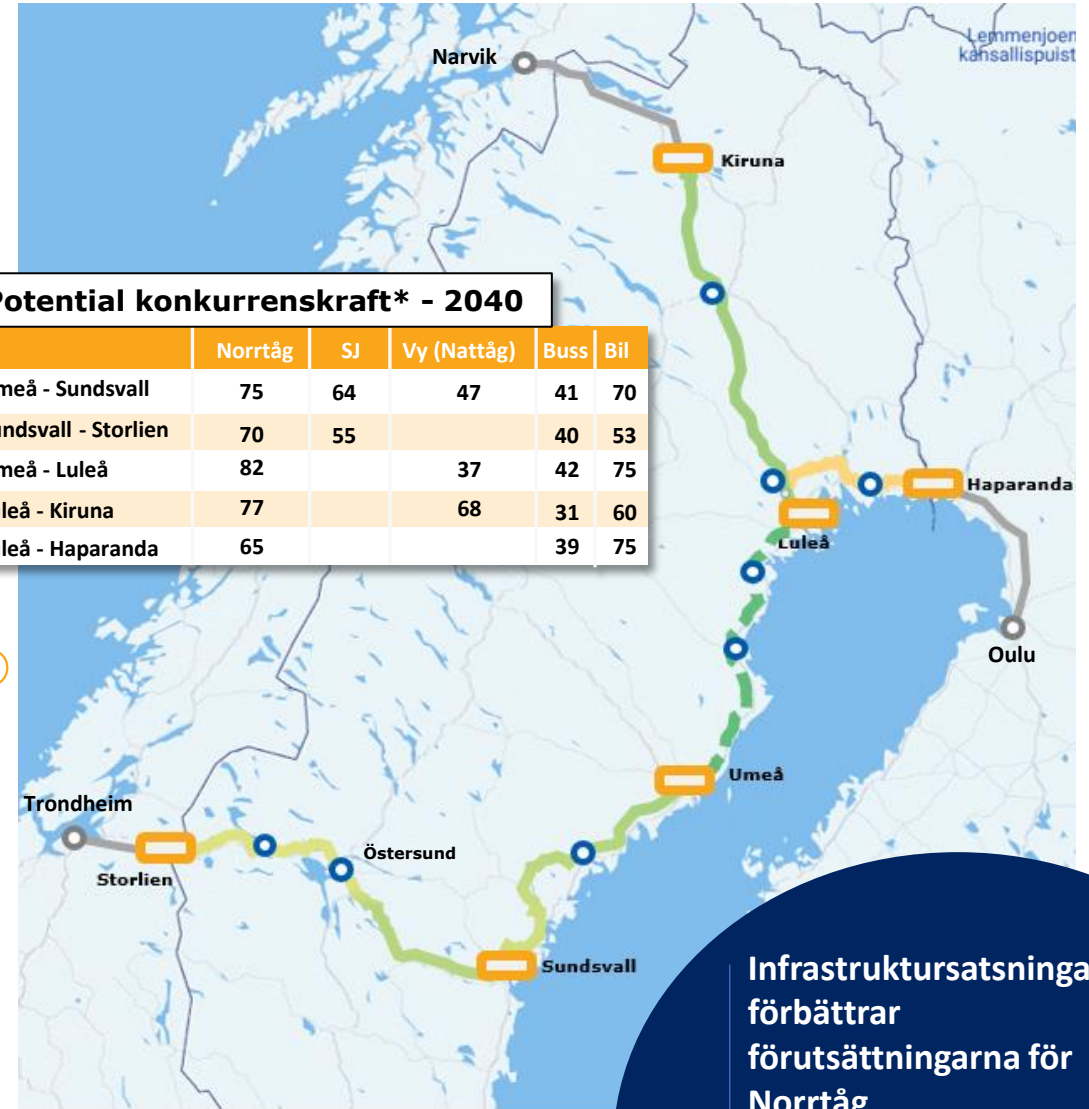 Lemmenjoen
kansallispuist
Narvik
Kiruna
Potential konkurrenskraft* - 2040
Norrtåg SJ Vy (Nattåg) Buss Bil
meå - Sundsvall 75 64 47 41 70
undsvall - Storlien 70 55 40 53
meå - Luleå 82 37 42 75
leå - Kiruna 77 68 31 60
leå - Haparanda 65 39 75
Haparanda
Luleå
Oulu
Umeå
Trondheim
Östersund
Storlien
Sundsvall
Infrastruktursatsninga
förbättrar
förutsättningarna för
Norrtåg